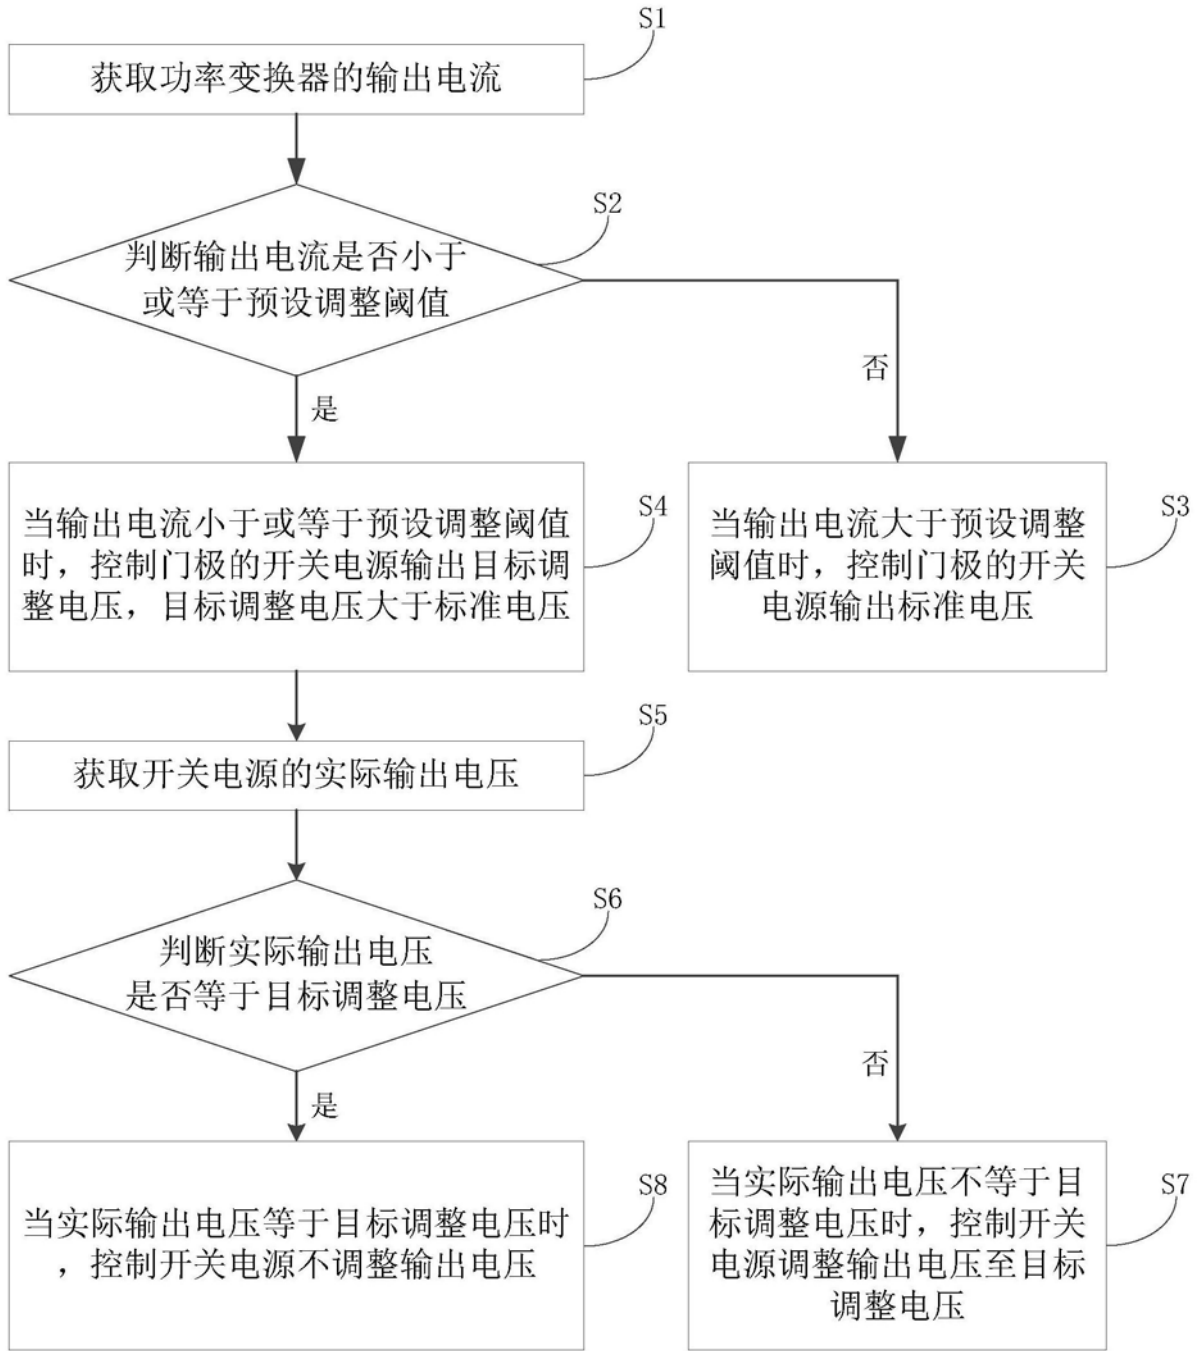 S1
获取功率变换器的输出电流
S2
判断输出电流是否小于
或等于预设调整阈值
否
是
S4
当输出电流小于或等于预设调整阈值
时，控制门极的开关电源输出目标调
整电压，目标调整电压大于标准电压
S3
当输出电流大于预设调整
阈值时，控制门极的开关
电源输出标准电压
S5
获取开关电源的实际输出电压
S6
判断实际输出电压
是否等于目标调整电压
否
是
S8
当实际输出电压等于目标调整电压时
，控制开关电源不调整输出电压
S7
当实际输出电压不等于目
标调整电压时，控制开关
电源调整输出电压至目标
调整电压